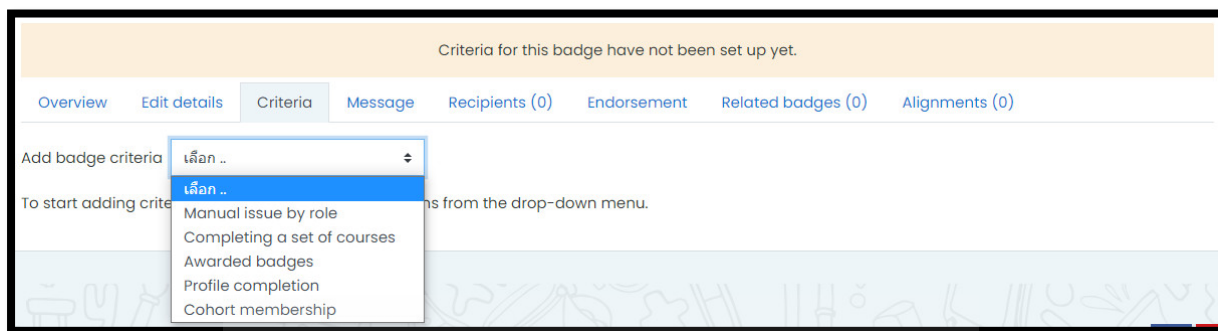 Criteria for this badge have not been set up yet.
Overview Edit details Criteria Message Recipients (0) Endorsement Related badges (0) Alignments (0)
Add badge criteria เลือก ..
เลือก ..
To start adding crite
Manual issue by role
ns from the drop-down menu.
Completing a set of courses
Awarded badges
Profile completion
Cohort membership